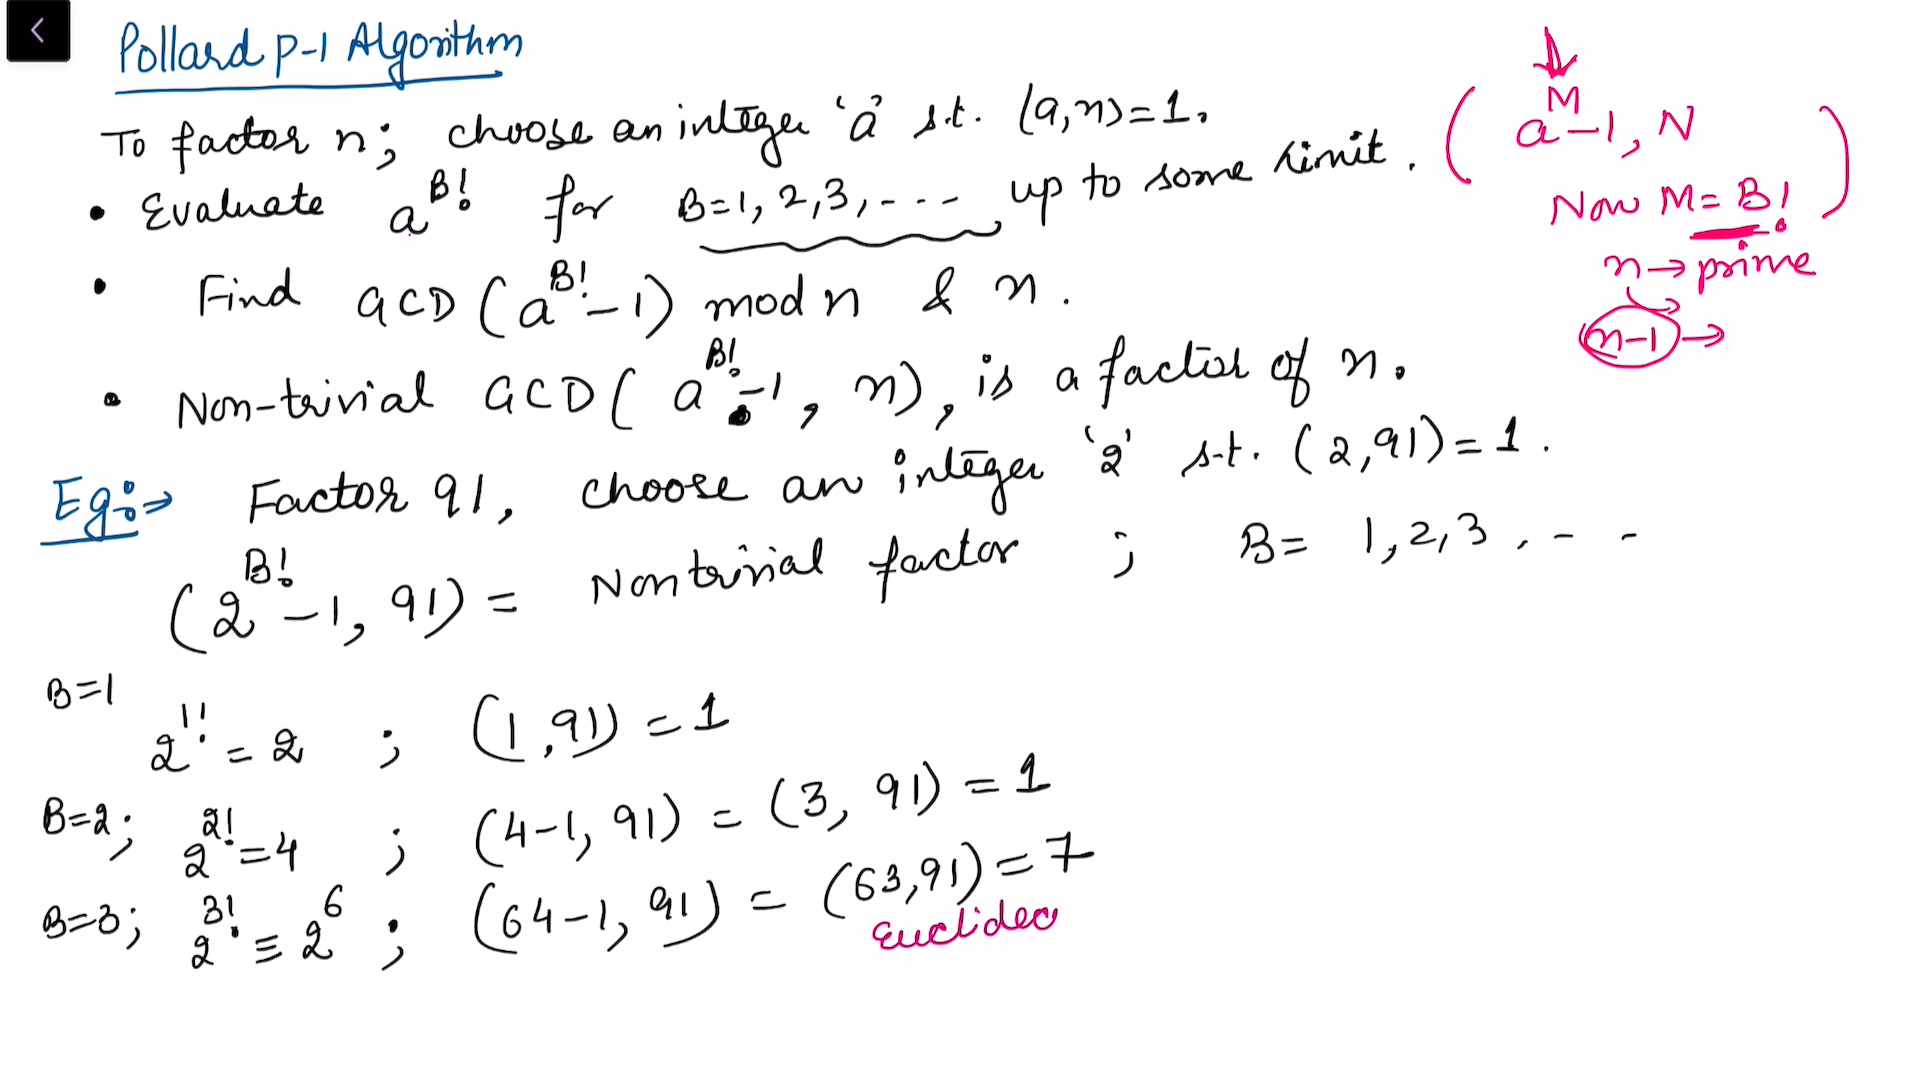 Pollard p-1 Algorithm
To factor n; choose an integer 'a' s.t. (a,n)=1.
• Evaluate a^B! for B=1, 2,3,--- up to some limit.
• Find GCD (a^B! -1) mod n & n.
• Non-trivial GCD( a^B! -1, n), is a factor of n.
(a^M -1, N)
Now M= B!
n→ prime
n-1 →
Eg:→ Factor 91, choose an integer '2' s.t. (2,91)=1.
(2^B! -1, 91) = Nontrivial factor ; B= 1,2,3, - -
B=1
2^1! = 2 ; (1,91) = 1
B=2; 2^2! =4 ; (4-1, 91) = (3, 91) = 1
B=3; 2^3! ≡ 2^6 ; (64-1, 91) = (63,91) = 7
Euclidea